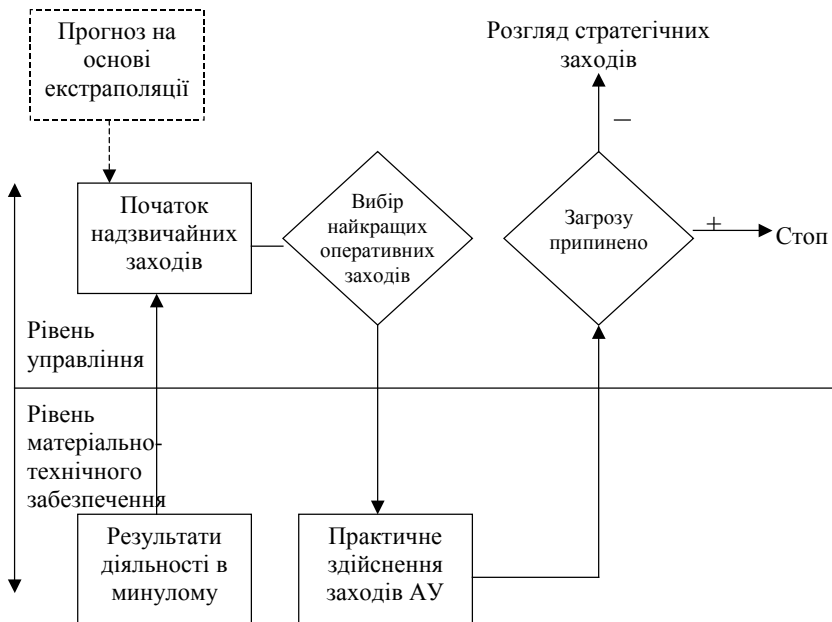 Прогноз на
основі
екстраполяції
Розгляд стратегічних
заходів
–
Початок
надзвичайних
заходів
Вибір
найкращих
оперативних
заходів
Загрозу
припинено
+
Стоп
Рівень
управління
Рівень
матеріально-
технічного
забезпечення
Результати
діяльності в
минулому
Практичне
здійснення
заходів АУ